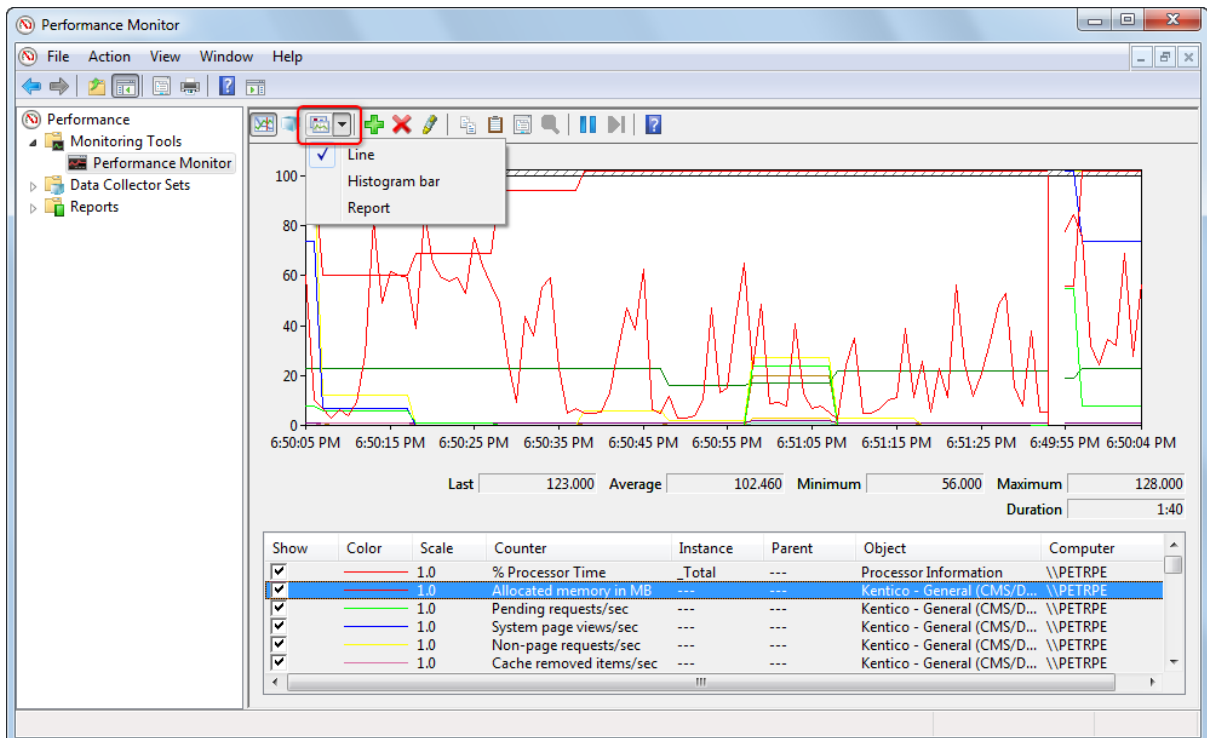 Performance Monitor
File Action View Window Help
Performance
Monitoring Tools
Performance Monitor
Data Collector Sets
Reports
Line
Histogram bar
Report
100
80
60
40
20
0
6:50:05 PM 6:50:15 PM 6:50:25 PM 6:50:35 PM 6:50:45 PM 6:50:55 PM 6:51:05 PM 6:51:15 PM 6:51:25 PM 6:49:55 PM 6:50:04 PM
Last 123.000 Average 102.460 Minimum 56.000 Maximum 128.000
Duration 1:40
Show Color Scale Counter Instance Parent Object Computer
1.0 % Processor Time _Total --- Processor Information \\PETRPE
1.0 Allocated memory in MB --- --- Kentico - General (CMS/D... \\PETRPE
1.0 Pending requests/sec --- --- Kentico - General (CMS/D... \\PETRPE
1.0 System page views/sec --- --- Kentico - General (CMS/D... \\PETRPE
1.0 Non-page requests/sec --- --- Kentico - General (CMS/D... \\PETRPE
1.0 Cache removed items/sec --- --- Kentico - General (CMS/D... \\PETRPE